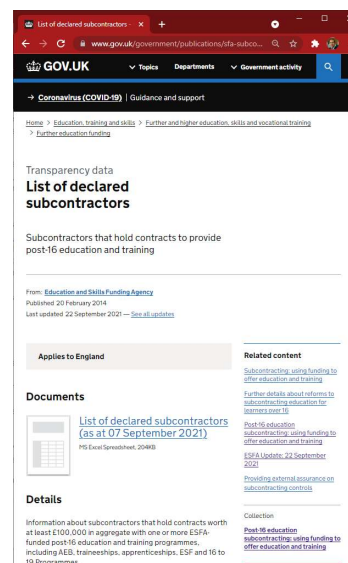 List of declared subcontractors -
www.gov.uk/government/publications/sfa-subco...
GOV.UK
Topics
Departments
Government activity
→ Coronavirus (COVID-19) | Guidance and support
Home > Education, training and skills > Further and higher education, skills and vocational training
> Further education funding
Transparency data
List of declared
subcontractors
Subcontractors that hold contracts to provide
post-16 education and training
From: Education and Skills Funding Agency
Published 20 February 2014
Last updated 22 September 2021 — See all updates
Applies to England
Documents
List of declared subcontractors
(as at 07 September 2021)
MS Excel Spreadsheet, 204KB
Details
Information about subcontractors that hold contracts worth
at least £100,000 in aggregate with one or more ESFA-
funded post-16 education and training programmes,
including AEB, traineeships, apprenticeships, ESF and 16 to
19 Programmes
Related content
Subcontracting: using funding to
offer education and training
Further details about reforms to
subcontracting education for
learners over 16
Post-16 education
subcontracting: using funding to
offer education and training
ESFA Update: 22 September
2021
Providing external assurance on
subcontracting controls
Collection
Post-16 education
subcontracting: using funding to
offer education and training